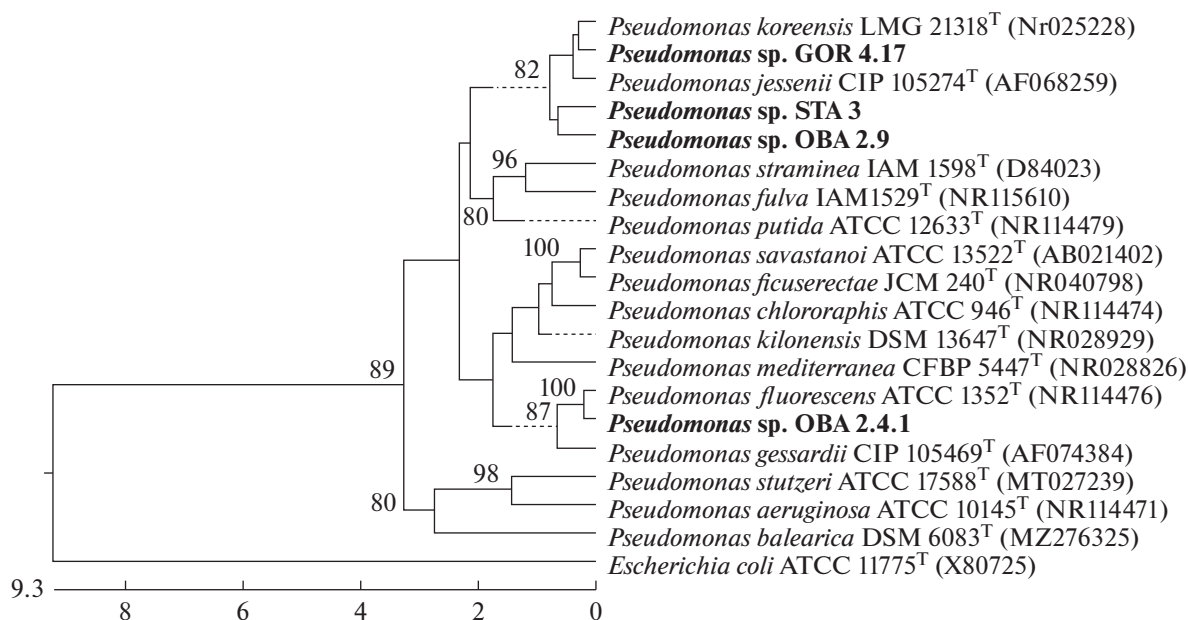 Pseudomonas koreensis LMG 21318T (Nr025228)
Pseudomonas sp. GOR 4.17
82
Pseudomonas jessenii CIP 105274T (AF068259)
Pseudomonas sp. STA 3
Pseudomonas sp. OBA 2.9
96
Pseudomonas straminea IAM 1598T (D84023)
Pseudomonas fulva IAM1529T (NR115610)
80
Pseudomonas putida ATCC 12633T (NR114479)
100
Pseudomonas savastanoi ATCC 13522T (AB021402)
Pseudomonas ficuserectae JCM 240T (NR040798)
Pseudomonas chlororaphis ATCC 946T (NR114474)
Pseudomonas kilonensis DSM 13647T (NR028929)
89
Pseudomonas mediterranea CFBP 5447T (NR028826)
100
Pseudomonas fluorescens ATCC 1352T (NR114476)
87
Pseudomonas sp. OBA 2.4.1
Pseudomonas gessardii CIP 105469T (AF074384)
98
Pseudomonas stutzeri ATCC 17588T (MT027239)
80
Pseudomonas aeruginosa ATCC 10145T (NR114471)
Pseudomonas balearica DSM 6083T (MZ276325)
Escherichia coli ATCC 11775T (X80725)
9.3
8 6 4 2 0